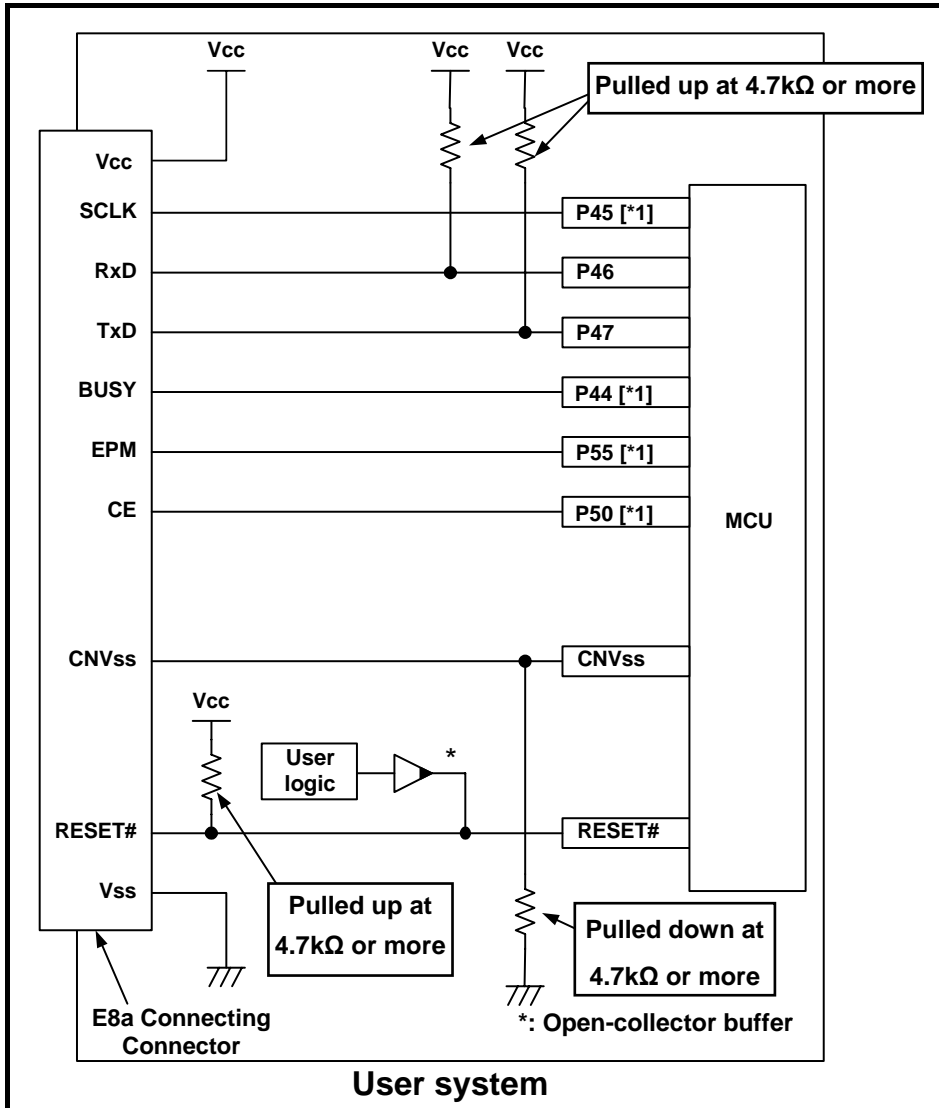 Vcc
Vcc
Vcc
Pulled up at 4.7kΩ or more
Vcc
SCLK
P45 [*1]
RxD
P46
TxD
P47
BUSY
P44 [*1]
EPM
P55 [*1]
CE
P50 [*1]
MCU
CNVss
CNVss
Vcc
User
logic
*
RESET#
RESET#
Vss
Pulled up at
4.7kΩ or more
Pulled down at
4.7kΩ or more
E8a Connecting
Connector
*: Open-collector buffer
User system